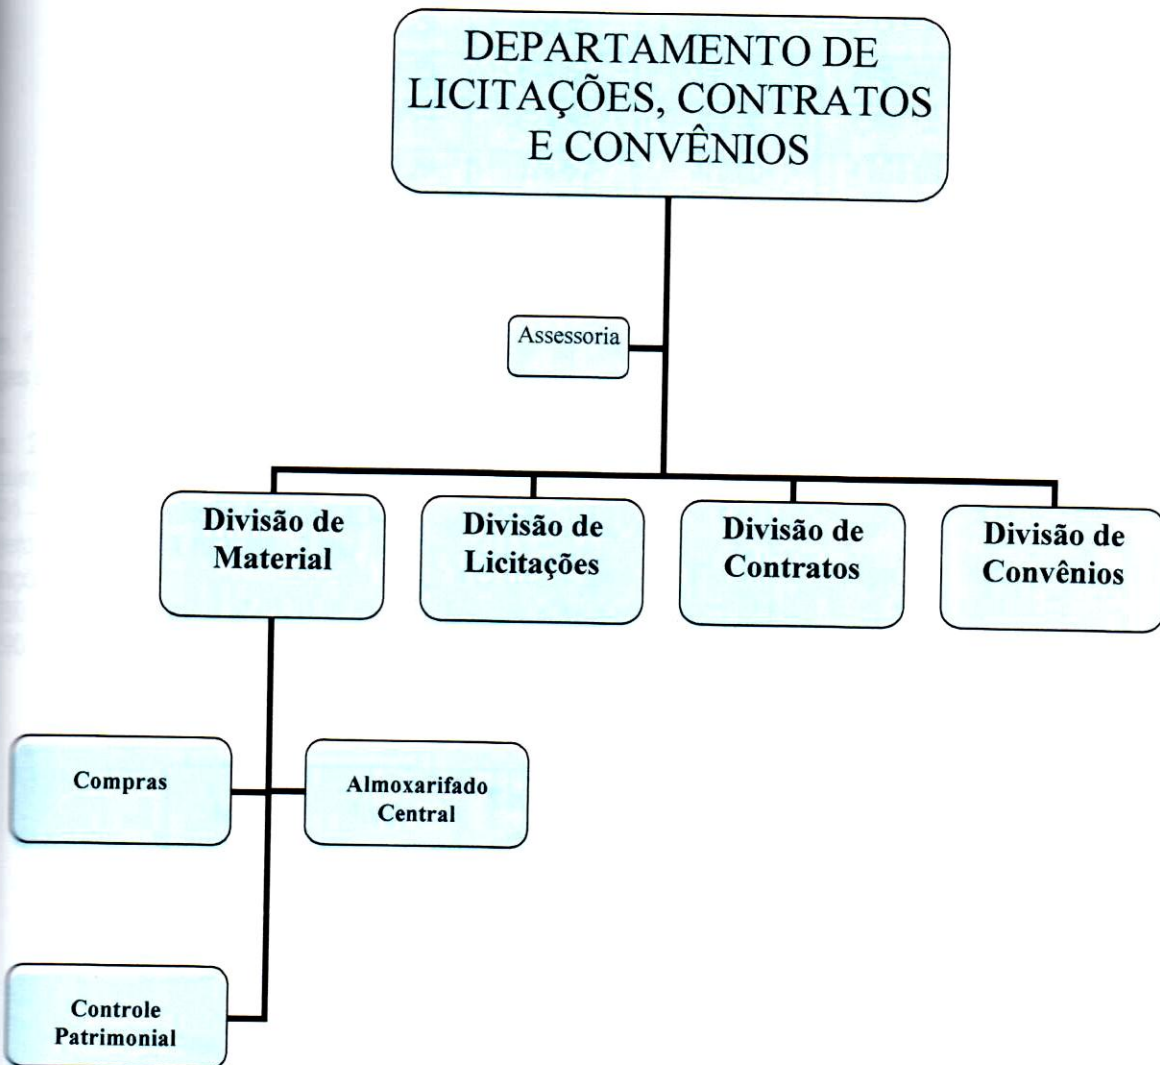 DEPARTAMENTO DE
LICITAÇÕES, CONTRATOS
E CONVÊNIOS
Assessoria
Divisão de
Material
Divisão de
Licitações
Divisão de
Contratos
Divisão de
Convênios
Compras
Almoxarifado
Central
Controle
Patrimonial